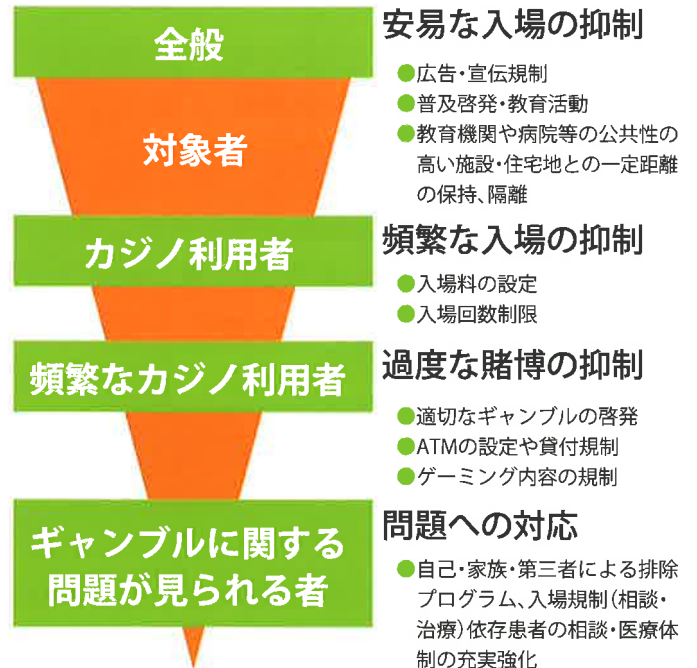 全般
安易な入場の抑制
●広告・宣伝規制
●普及啓発・教育活動
●教育機関や病院等の公共性の
高い施設・住宅地との一定距離
の保持、隔離
対象者
カジノ利用者
頻繁な入場の抑制
●入場料の設定
●入場回数制限
頻繁なカジノ利用者
過度な賭博の抑制
●適切なギャンブルの啓発
●ATMの設定や貸付規制
●ゲーミング内容の規制
ギャンブルに関する
問題が見られる者
問題への対応
●自己・家族・第三者による排除
プログラム、入場規制(相談・
治療)依存患者の相談・医療体
制の充実強化